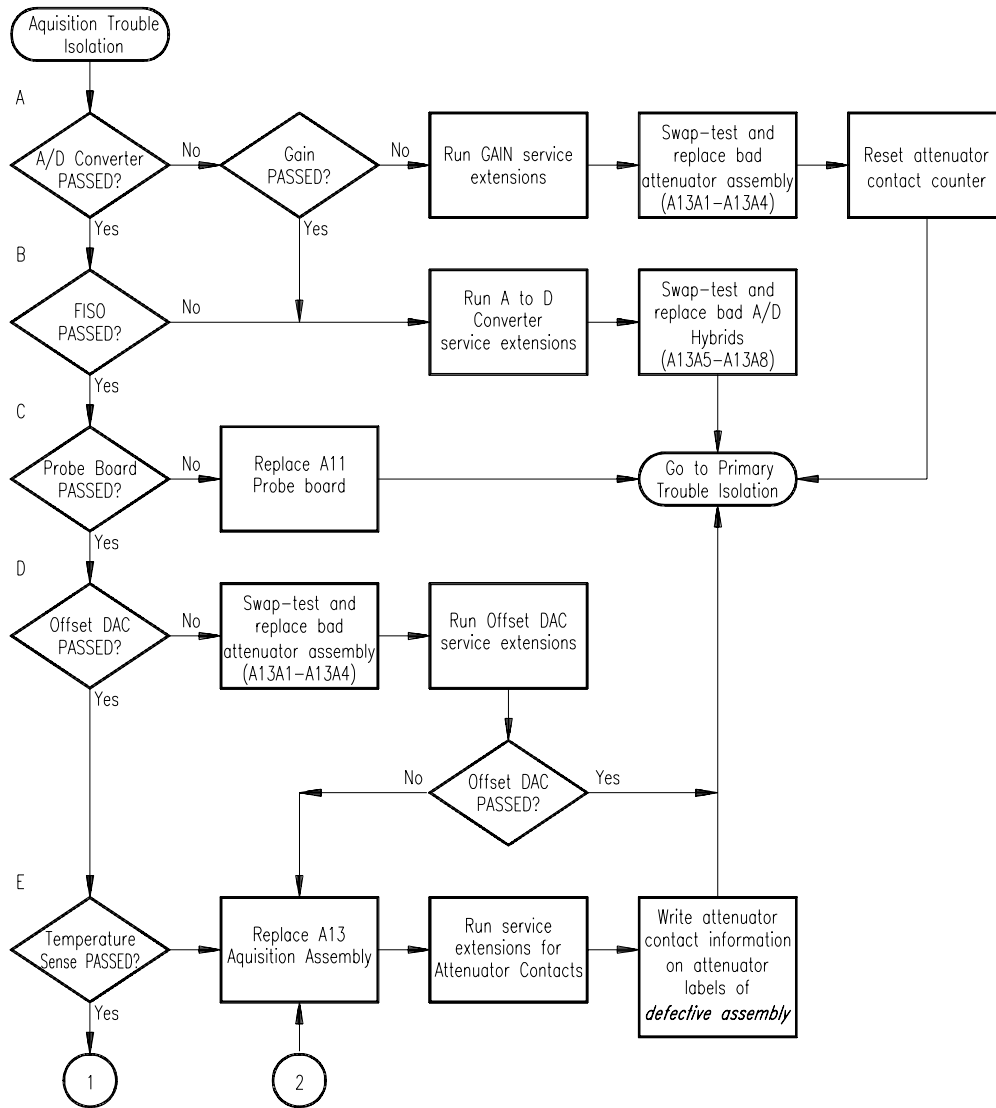 Aquisition Trouble
Isolation
A
A/D Converter
PASSED?
No
Yes
Gain
PASSED?
No
Yes
Run GAIN service
extensions
Swap-test and
replace bad
attenuator assembly
(A13A1-A13A4)
Reset attenuator
contact counter
B
FISO
PASSED?
No
Yes
Run A to D
Converter
service extensions
Swap-test and
replace bad A/D
Hybrids
(A13A5-A13A8)
C
Probe Board
PASSED?
No
Yes
Replace A11
Probe board
Go to Primary
Trouble Isolation
D
Offset DAC
PASSED?
No
Yes
Swap-test and
replace bad
attenuator assembly
(A13A1-A13A4)
Run Offset DAC
service extensions
No
Offset DAC
PASSED?
Yes
E
Temperature
Sense PASSED?
Yes
Replace A13
Aquisition Assembly
Run service
extensions for
Attenuator Contacts
Write attenuator
contact information
on attenuator
labels of
defective assembly
1
2